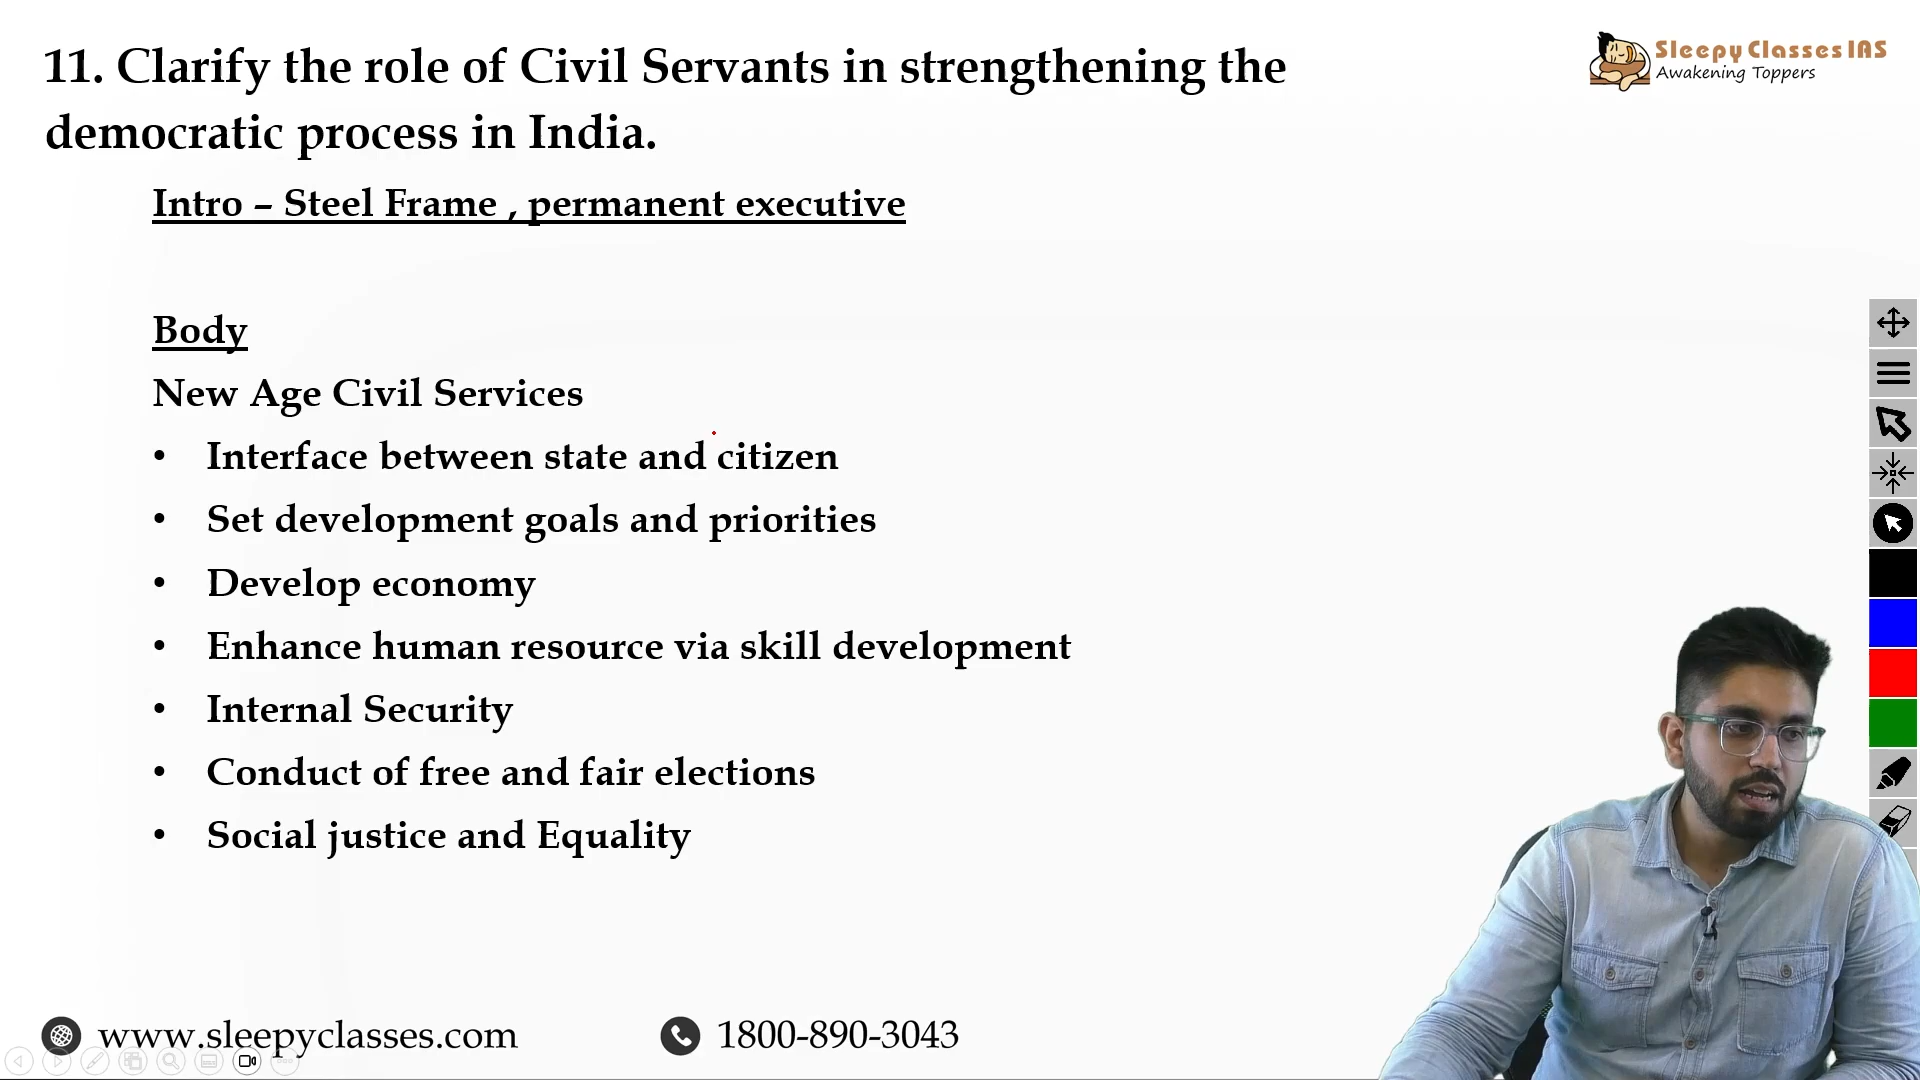 11. Clarify the role of Civil Servants in strengthening the
democratic process in India.
Sleepy Classes IAS
Awakening Toppers
Intro – Steel Frame , permanent executive
Body
New Age Civil Services
• Interface between state and citizen
• Set development goals and priorities
• Develop economy
• Enhance human resource via skill development
• Internal Security
• Conduct of free and fair elections
• Social justice and Equality
www.sleepyclasses.com
1800-890-3043